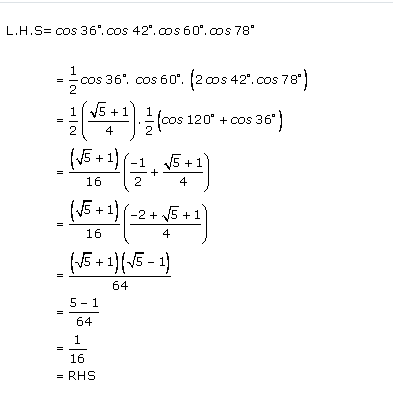 L.H.S= cos 36°. cos 42°. cos 60°. cos 78°
= 1/2 cos 36°. cos 60°. (2 cos 42°. cos 78°)
= 1/2 ((√5 + 1)/4) . 1/2 (cos 120° + cos 36°)
= (√5 + 1)/16 (-1/2 + (√5 + 1)/4)
= (√5 + 1)/16 ((-2 + √5 + 1)/4)
= (√5 + 1)(√5 - 1)/64
= (5 - 1)/64
= 1/16
= RHS